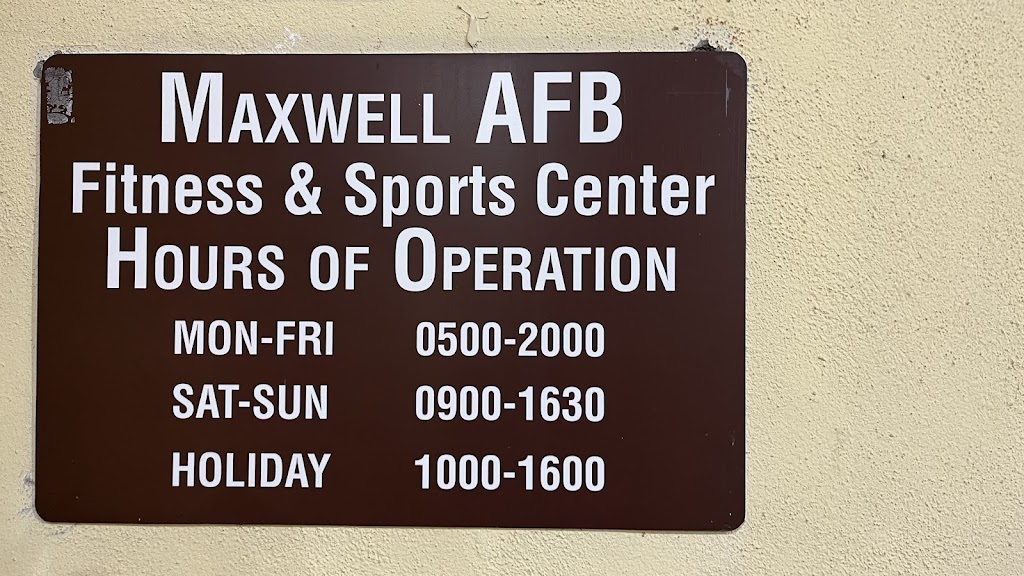 MAXWELL AFB
Fitness & Sports Center
HOURS OF OPERATION
MON-FRI 0500-2000
SAT-SUN 0900-1630
HOLIDAY 1000-1600